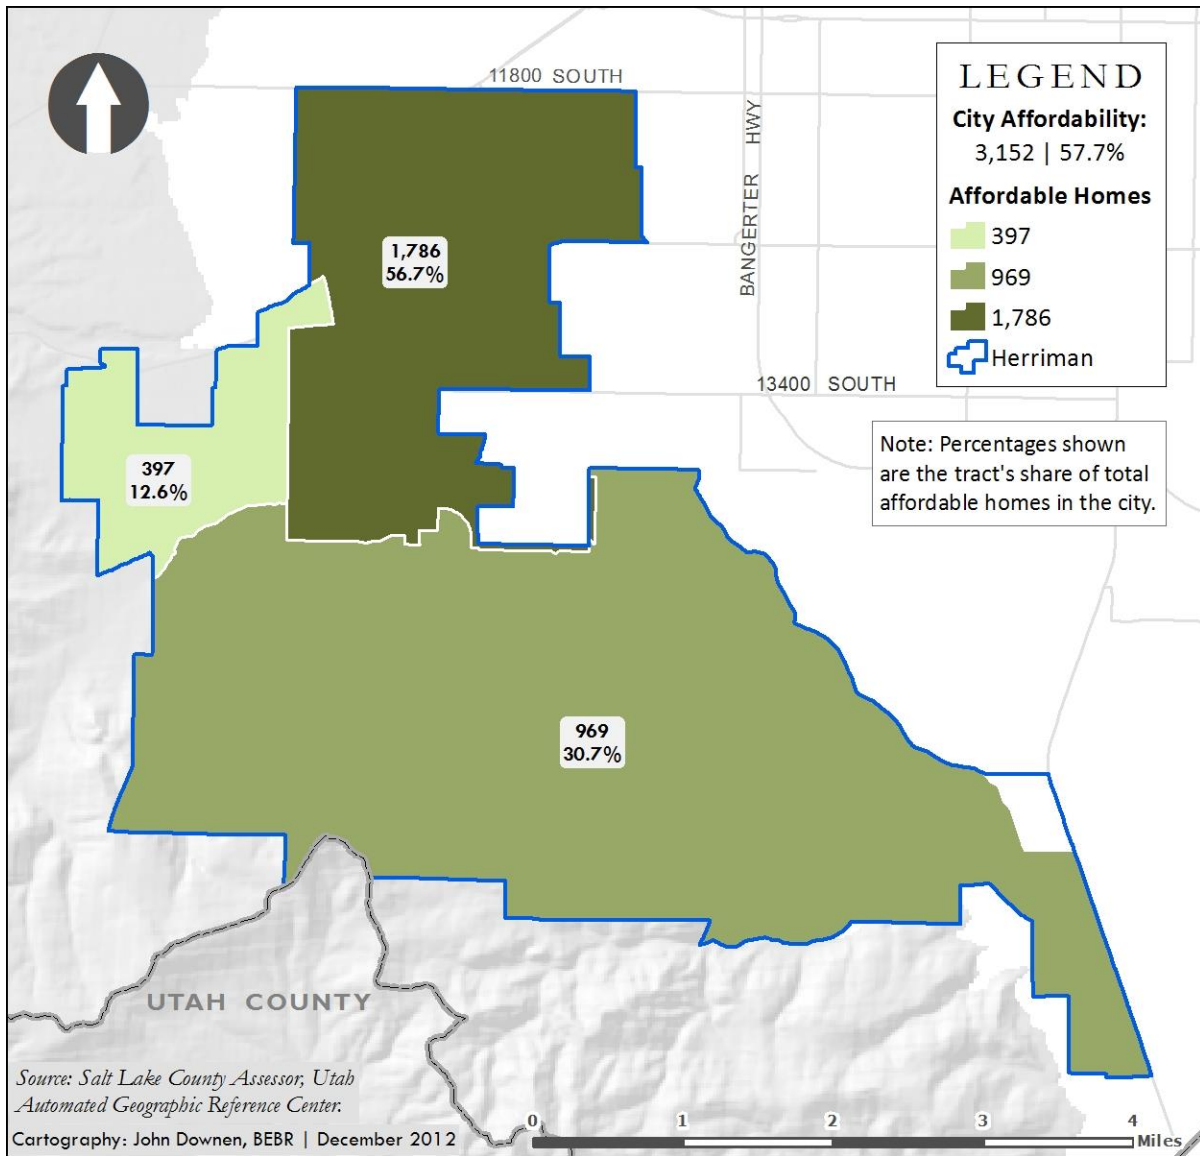 11800 SOUTH
BANGERTER HWY
LEGEND
City Affordability:
3,152 | 57.7%
Affordable Homes
397
969
1,786
Herriman
1,786
56.7%
13400 SOUTH
Note: Percentages shown
are the tract's share of total
affordable homes in the city.
397
12.6%
969
30.7%
UTAH COUNTY
Source: Salt Lake County Assessor, Utah
Automated Geographic Reference Center.
Cartography: John Downen, BEBR | December 2012
0 1 2 3 4
Miles